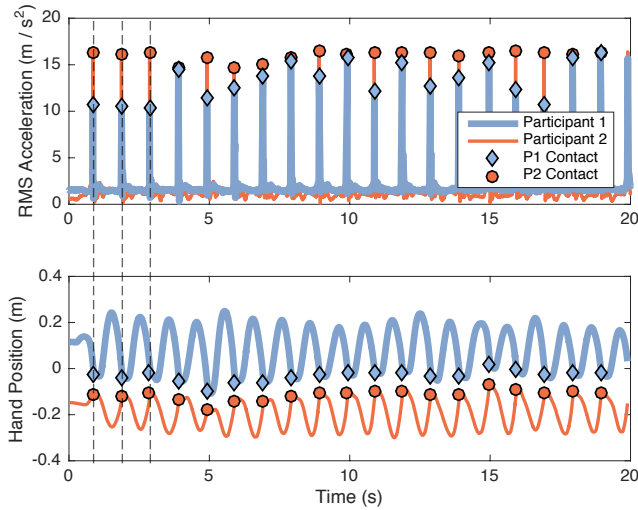 RMS Acceleration (m / s²)
20
15
10
5
0
0
5
10
15
20
Time (s)
Participant 1
Participant 2
P1 Contact
P2 Contact
Hand Position (m)
0.4
0.2
0
-0.2
-0.4
0
5
10
15
20
Time (s)